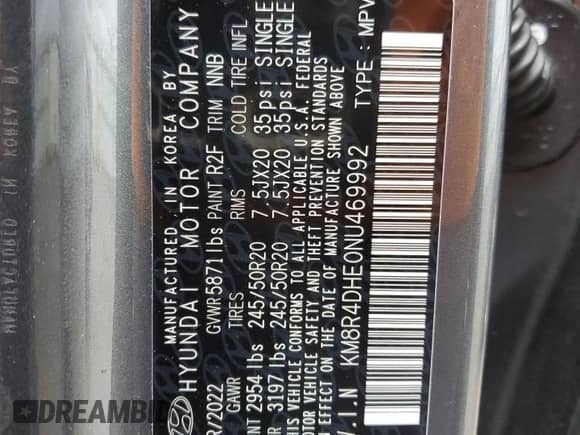 MANUFACTURED IN KOREA BY
HYUNDAI MOTOR COMPANY
/2022 GVWR 5871 lbs PAINT R2F TRIM NNB
GAWR TIRES RIMS COLD TIRE INFL
NT 2954 lbs 245/50R20 7.5JX20 35psi SINGLE
R 3197 lbs 245/50R20 7.5JX20 35psi SINGLE
VEHICLE CONFORMS TO ALL APPLICABLE U.S.A. FEDERAL
MOTOR VEHICLE SAFETY AND THEFT PREVENTION STANDARDS
IN EFFECT ON THE DATE OF MANUFACTURE SHOWN ABOVE
V.I.N KM8R4DHE0NU469992 TYPE : MPV
DREAMBID